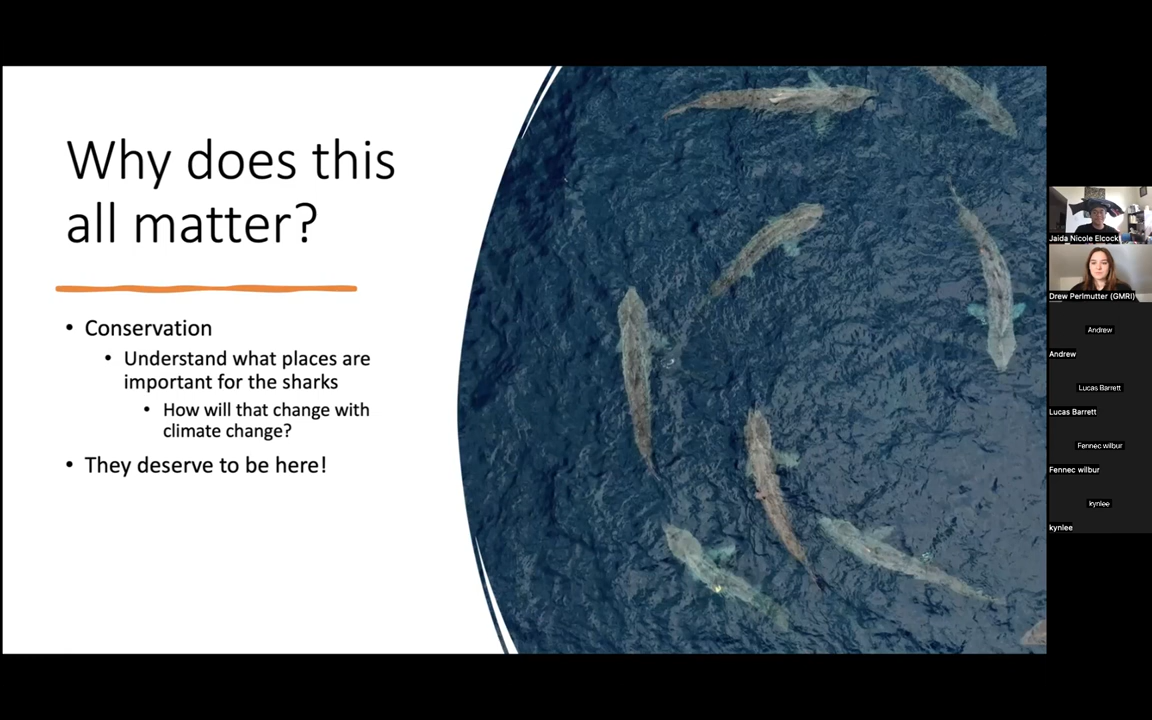 Why does this
all matter?
• Conservation
• Understand what places are
important for the sharks
• How will that change with
climate change?
• They deserve to be here!
Jaida Nicole Elcock
Drew Perlmutter (GMRI)
Andrew
Andrew
Lucas Barrett
Lucas Barrett
Fennec wilbur
Fennec wilbur
kynlee
kynlee